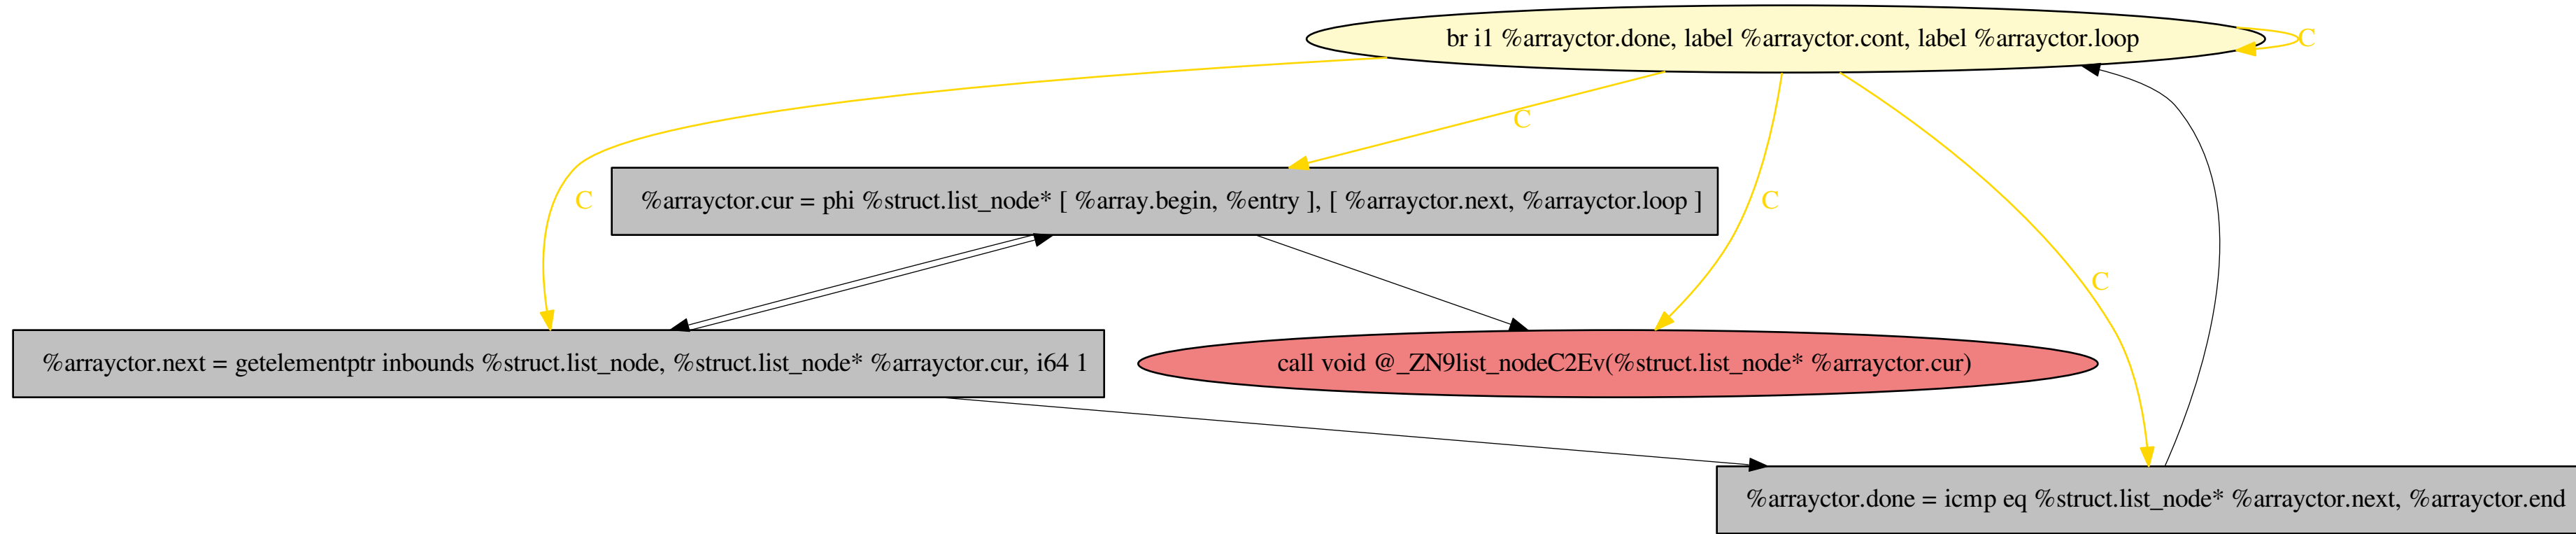 br i1 %arrayctor.done, label %arrayctor.cont, label %arrayctor.loop
C
C
C
%arrayctor.cur = phi %struct.list_node* [ %array.begin, %entry ], [ %arrayctor.next, %arrayctor.loop ]
C
C
%arrayctor.next = getelementptr inbounds %struct.list_node, %struct.list_node* %arrayctor.cur, i64 1
call void @_ZN9list_nodeC2Ev(%struct.list_node* %arrayctor.cur)
%arrayctor.done = icmp eq %struct.list_node* %arrayctor.next, %arrayctor.end